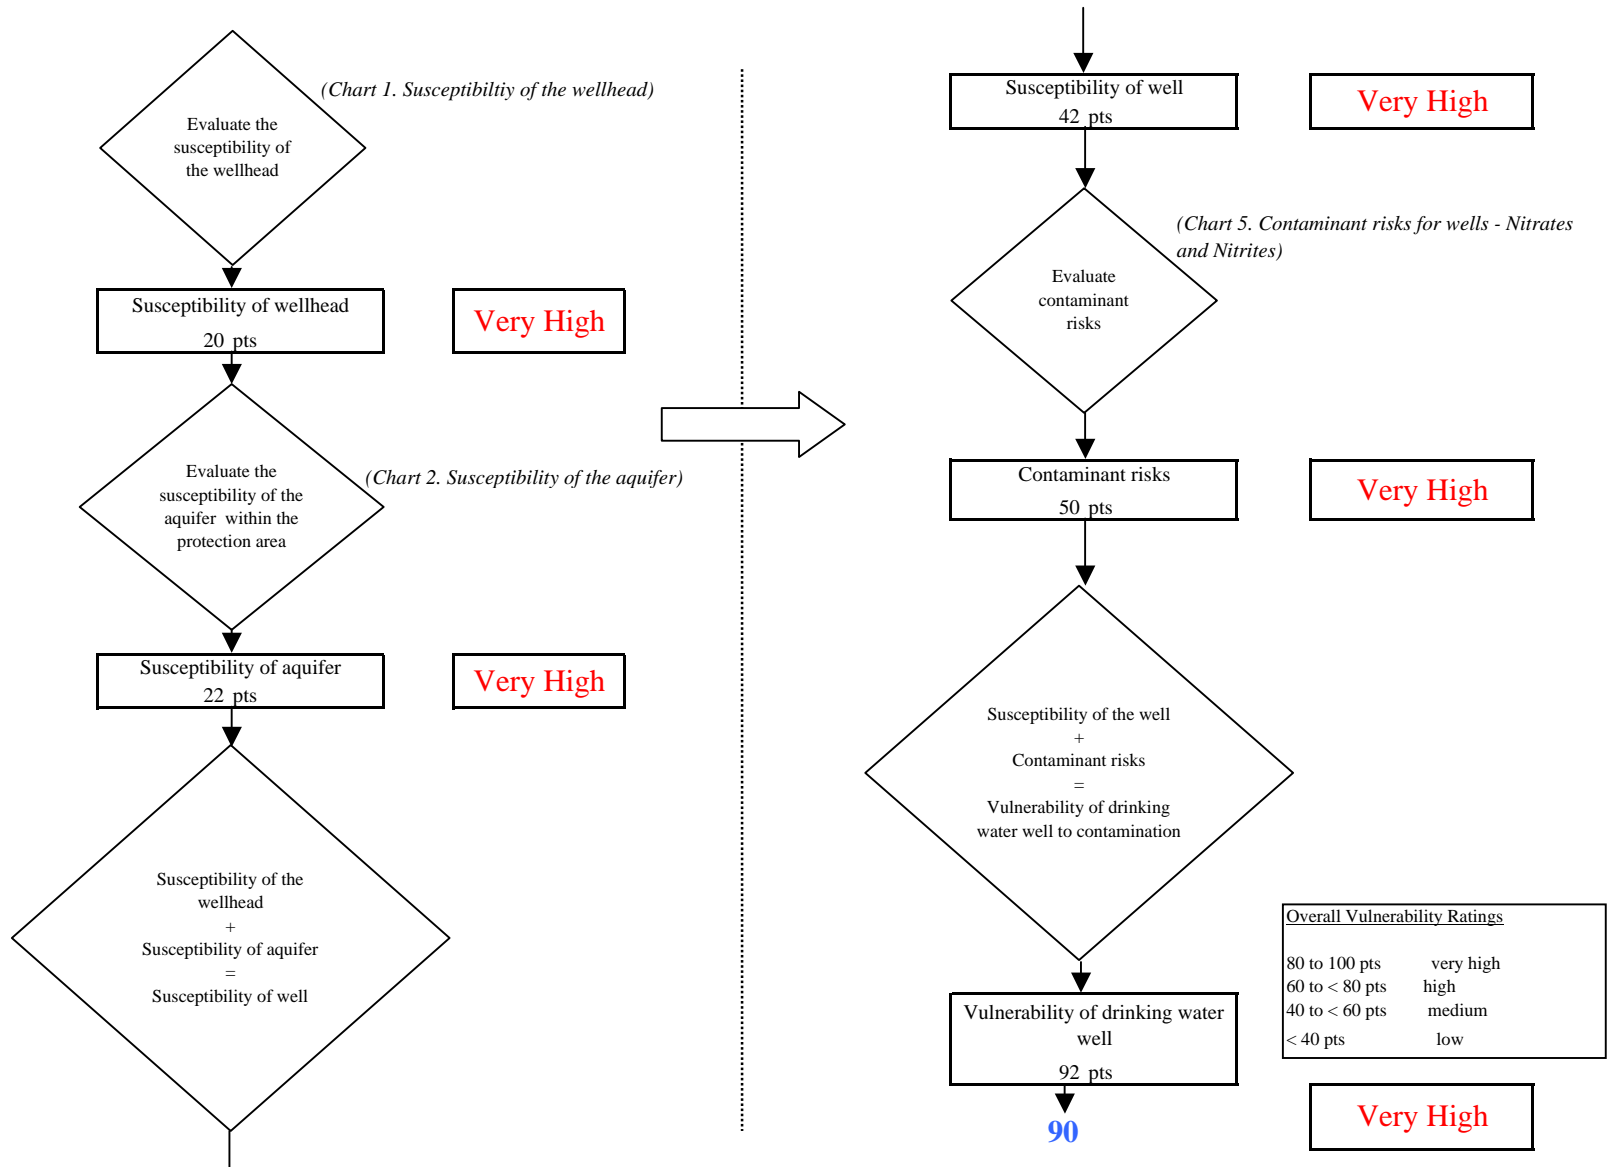 (Chart 1. Susceptibiltiy of the wellhead)
Evaluate the
susceptibility of
the wellhead
Susceptibility of wellhead
20 pts
Very High
Evaluate the
susceptibility of the
aquifer within the
protection area
(Chart 2. Susceptibility of the aquifer)
Susceptibility of aquifer
22 pts
Very High
Susceptibility of the
wellhead
+
Susceptibility of aquifer
=
Susceptibility of well
Susceptibility of well
42 pts
Very High
(Chart 5. Contaminant risks for wells - Nitrates
and Nitrites)
Evaluate
contaminant
risks
Contaminant risks
50 pts
Very High
Susceptibility of the well
+
Contaminant risks
=
Vulnerability of drinking
water well to contamination
Overall Vulnerability Ratings
80 to 100 pts very high
60 to < 80 pts high
40 to < 60 pts medium
< 40 pts low
Vulnerability of drinking water
well
92 pts
90
Very High